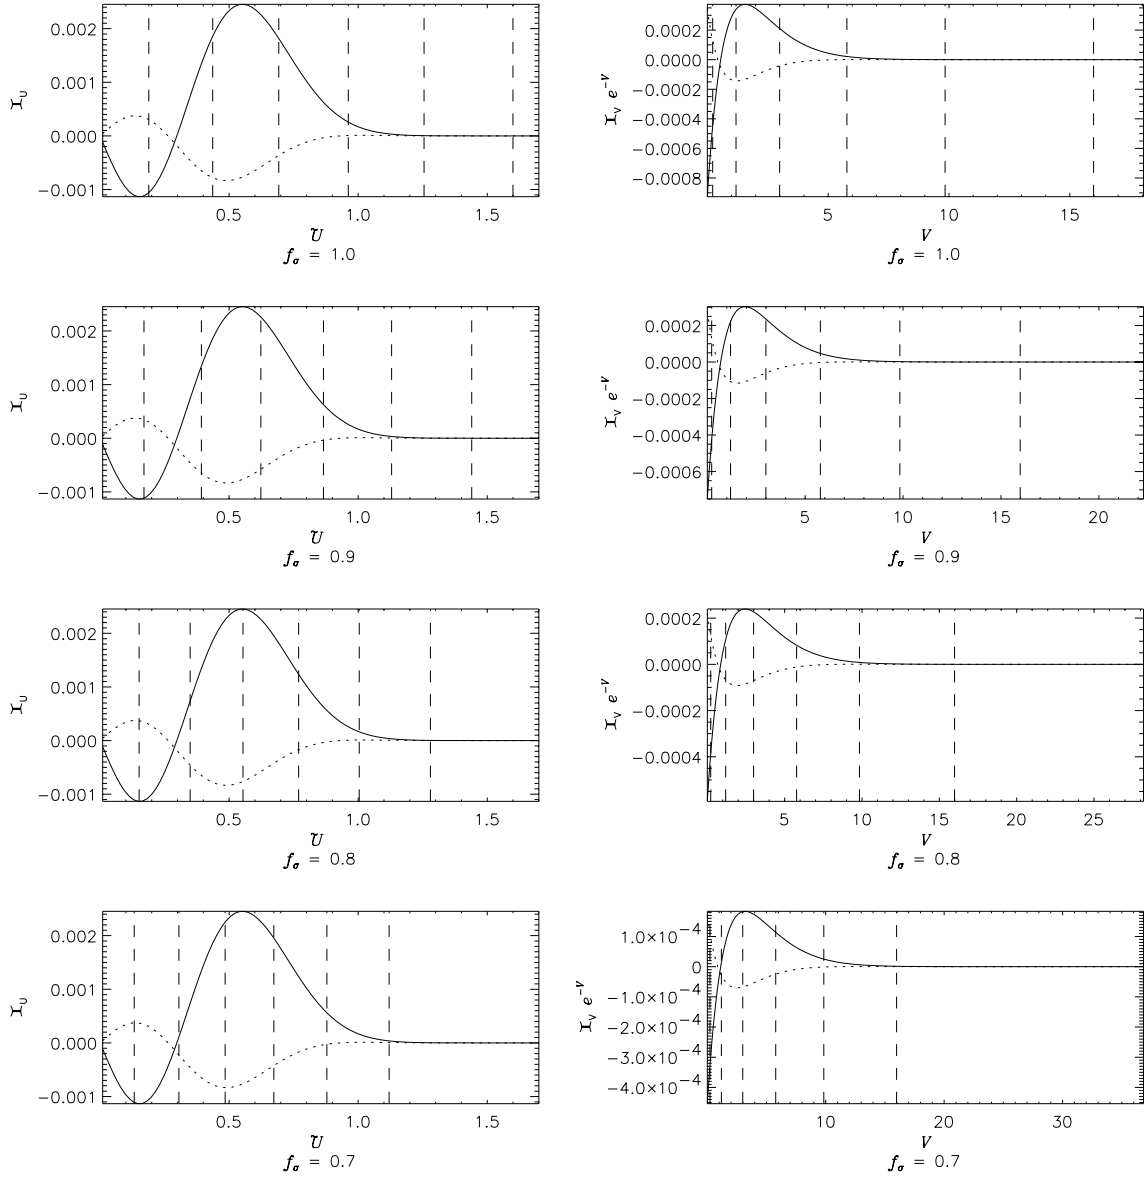 0.002
0.001
0.000
−0.001
I_U
0.5 1.0 1.5
U
f_σ = 1.0
0.0002
0.0000
−0.0002
−0.0004
−0.0006
−0.0008
I_V e^-V
5 10 15
V
f_σ = 1.0
0.002
0.001
0.000
−0.001
I_U
0.5 1.0 1.5
U
f_σ = 0.9
0.0002
0.0000
−0.0002
−0.0004
−0.0006
I_V e^-V
5 10 15 20
V
f_σ = 0.9
0.002
0.001
0.000
−0.001
I_U
0.5 1.0 1.5
U
f_σ = 0.8
0.0002
0.0000
−0.0002
−0.0004
I_V e^-V
5 10 15 20 25
V
f_σ = 0.8
0.002
0.001
0.000
−0.001
I_U
0.5 1.0 1.5
U
f_σ = 0.7
1.0×10^-4
0
−1.0×10^-4
−2.0×10^-4
−3.0×10^-4
−4.0×10^-4
I_V e^-V
10 20 30
V
f_σ = 0.7